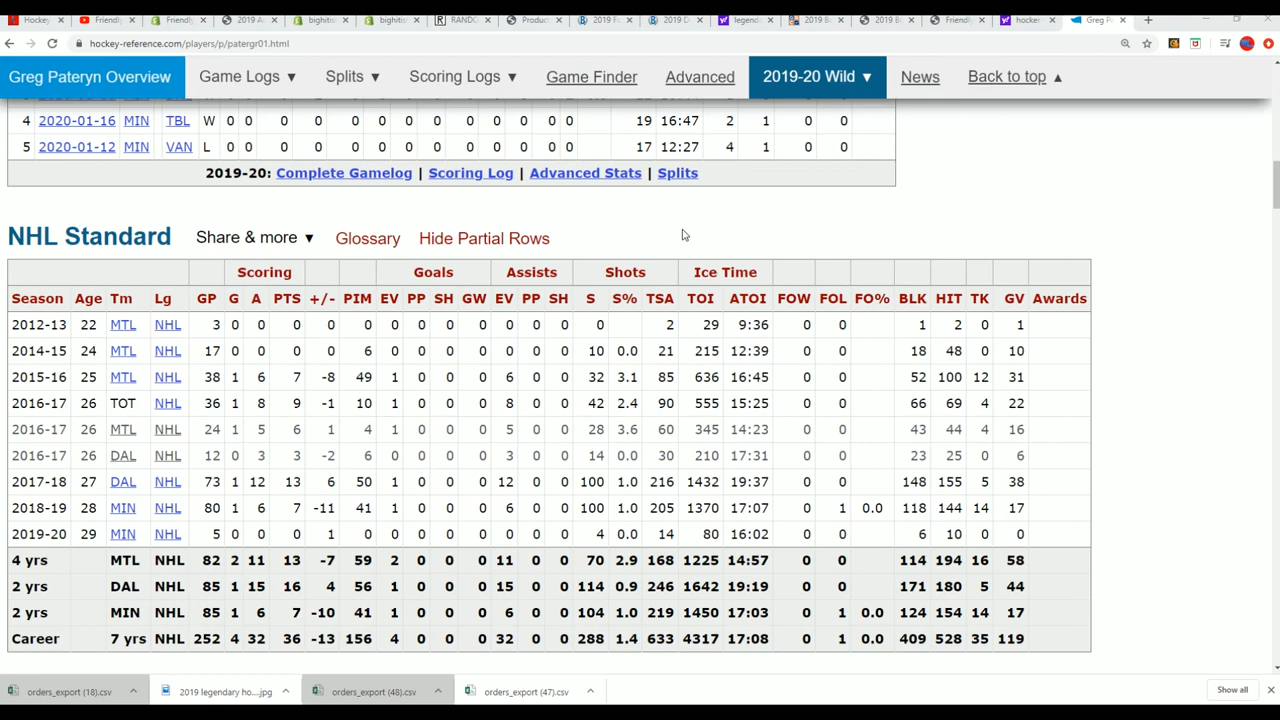 Hockey Friendly Friendly 2019 A bighitis bighitis RANDO Product 2019 F 2019 D legend 2019 B 2019 B Friendly hocker Greg P
hockey-reference.com/players/p/patergr01.html
Greg Pateryn Overview Game Logs ▼ Splits ▼ Scoring Logs ▼ Game Finder Advanced 2019-20 Wild ▼ News Back to top ▲
4 2020-01-16 MIN TBL W 0 0 0 0 0 0 0 0 0 0 0 0 0 19 16:47 2 1 0 0
5 2020-01-12 MIN VAN L 0 0 0 0 0 0 0 0 0 0 0 0 0 17 12:27 4 1 0 0
2019-20: Complete Gamelog | Scoring Log | Advanced Stats | Splits
NHL Standard Share & more ▼ Glossary Hide Partial Rows
Scoring Goals Assists Shots Ice Time
Season Age Tm Lg GP G A PTS +/- PIM EV PP SH GW EV PP SH S S% TSA TOI ATOI FOW FOL FO% BLK HIT TK GV Awards
2012-13 22 MTL NHL 3 0 0 0 0 0 0 0 0 0 0 0 0 0 2 29 9:36 0 0 1 2 0 1
2014-15 24 MTL NHL 17 0 0 0 0 6 0 0 0 0 0 0 0 10 0.0 21 215 12:39 0 0 18 48 0 10
2015-16 25 MTL NHL 38 1 6 7 -8 49 1 0 0 0 6 0 0 32 3.1 85 636 16:45 0 0 52 100 12 31
2016-17 26 TOT NHL 36 1 8 9 -1 10 1 0 0 0 8 0 0 42 2.4 90 555 15:25 0 0 66 69 4 22
2016-17 26 MTL NHL 24 1 5 6 1 4 1 0 0 0 5 0 0 28 3.6 60 345 14:23 0 0 43 44 4 16
2016-17 26 DAL NHL 12 0 3 3 -2 6 0 0 0 0 3 0 0 14 0.0 30 210 17:31 0 0 23 25 0 6
2017-18 27 DAL NHL 73 1 12 13 6 50 1 0 0 0 12 0 0 100 1.0 216 1432 19:37 0 0 148 155 5 38
2018-19 28 MIN NHL 80 1 6 7 -11 41 1 0 0 0 6 0 0 100 1.0 205 1370 17:07 0 1 0.0 118 144 14 17
2019-20 29 MIN NHL 5 0 0 0 1 0 0 0 0 0 0 0 0 4 0.0 14 80 16:02 0 0 6 10 0 0
4 yrs MTL NHL 82 2 11 13 -7 59 2 0 0 0 11 0 0 70 2.9 168 1225 14:57 0 0 114 194 16 58
2 yrs DAL NHL 85 1 15 16 4 56 1 0 0 0 15 0 0 114 0.9 246 1642 19:19 0 0 171 180 5 44
2 yrs MIN NHL 85 1 6 7 -10 41 1 0 0 0 6 0 0 104 1.0 219 1450 17:03 0 1 0.0 124 154 14 17
Career 7 yrs NHL 252 4 32 36 -13 156 4 0 0 0 32 0 0 288 1.4 633 4317 17:08 0 1 0.0 409 528 35 119
orders_export (18).csv 2019 legendary ho....jpg orders_export (48).csv orders_export (47).csv Show all